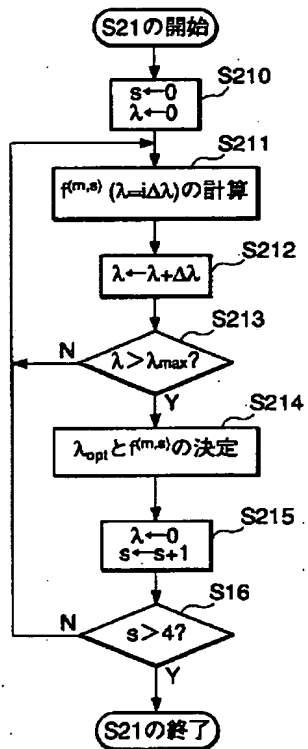 S21の開始
S210
s←0
λ←0
S211
f(m,s) (λ=iΔλ)の計算
S212
λ←λ+Δλ
S213
N
λ>λmax?
Y
S214
λoptとf(m,s)の決定
S215
λ←0
s←s+1
S16
N
s>4?
Y
S21の終了